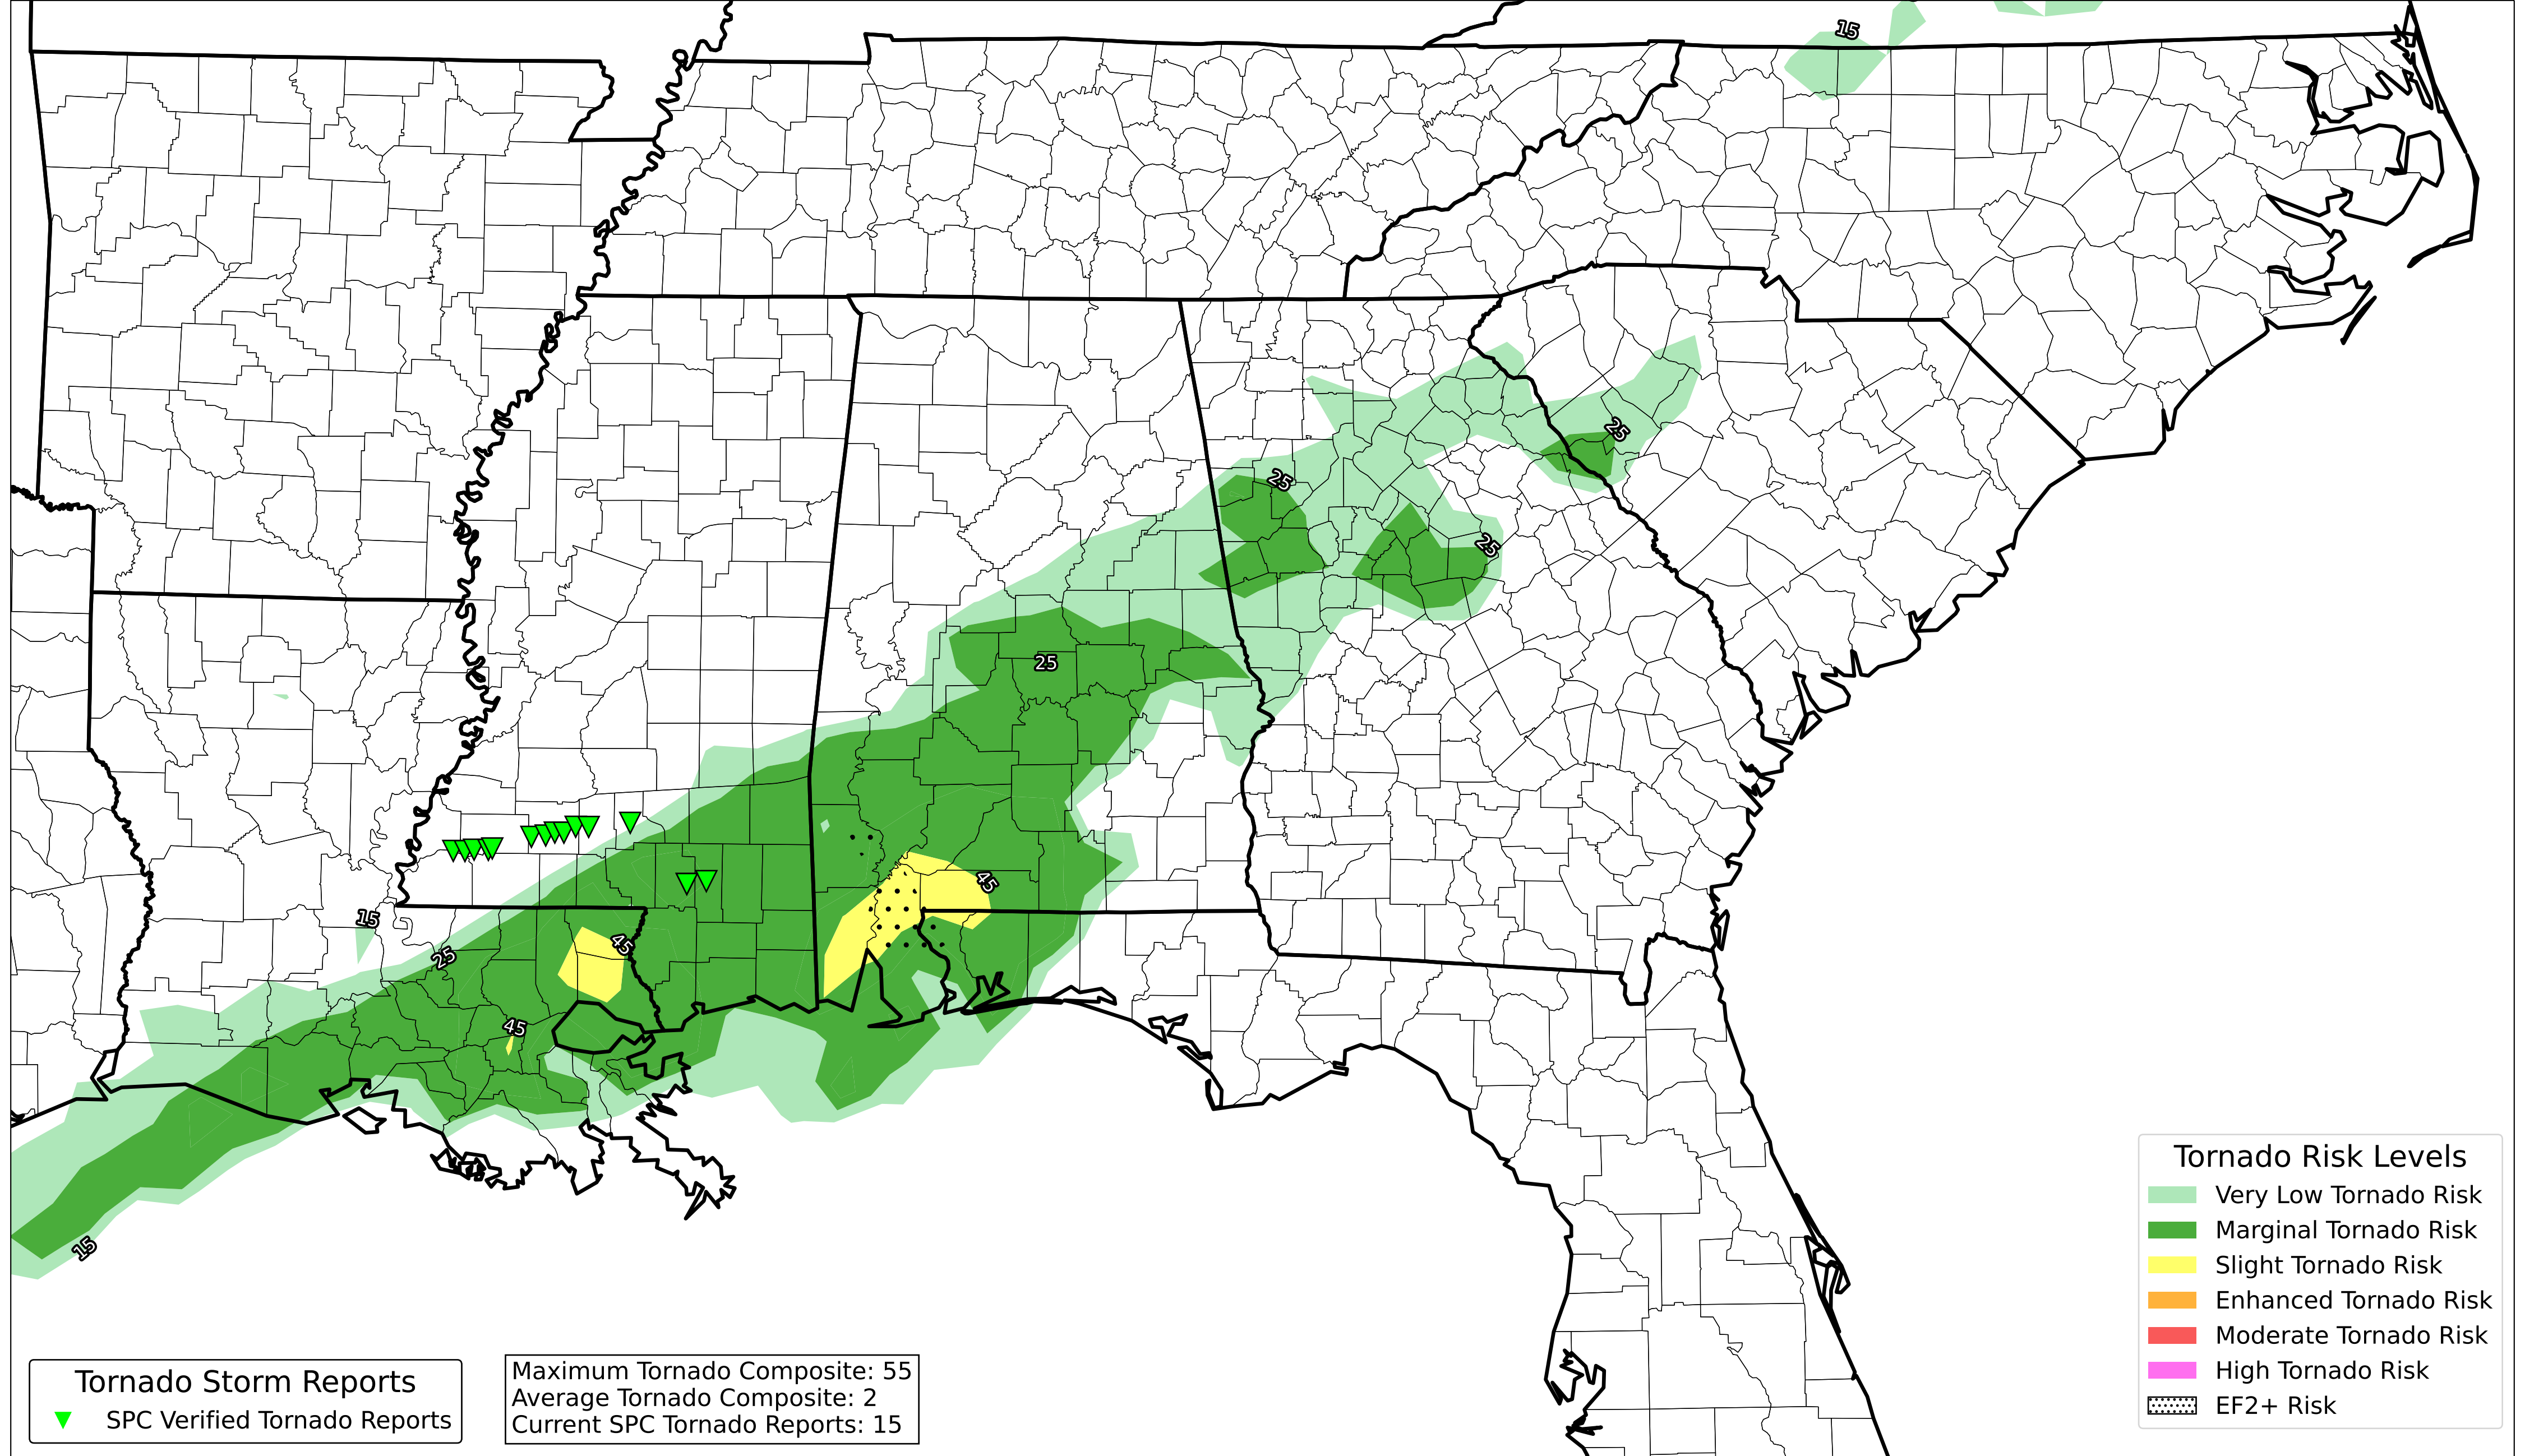 15
25
25
25
25
45
15
45
25
45
15
Tornado Storm Reports
SPC Verified Tornado Reports
Maximum Tornado Composite: 55
Average Tornado Composite: 2
Current SPC Tornado Reports: 15
Tornado Risk Levels
Very Low Tornado Risk
Marginal Tornado Risk
Slight Tornado Risk
Enhanced Tornado Risk
Moderate Tornado Risk
High Tornado Risk
EF2+ Risk